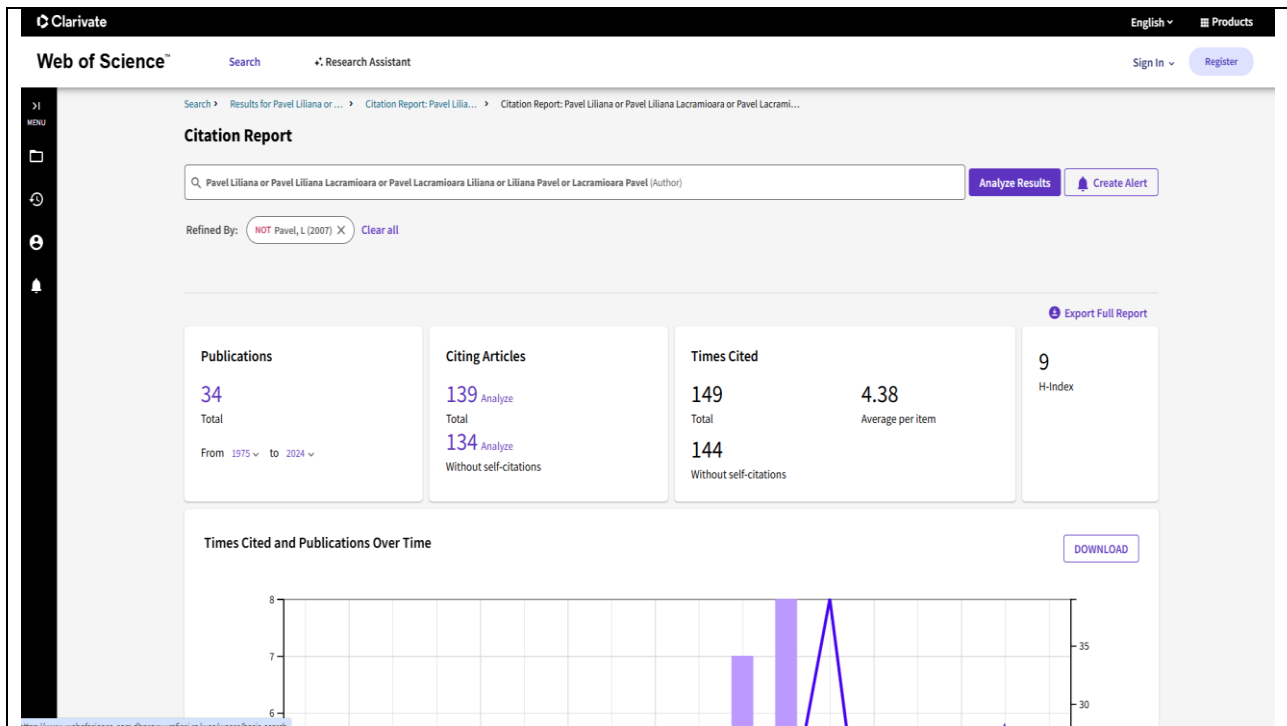 Clarivate
English
Products
Web of Science™
Search
Research Assistant
Sign In
Register
MENU
Search > Results for Pavel Liliana or ... > Citation Report: Pavel Lilia... > Citation Report: Pavel Liliana or Pavel Liliana Lacramioara or Pavel Lacrami...
Citation Report
Pavel Liliana or Pavel Liliana Lacramioara or Pavel Lacramioara Liliana or Liliana Pavel or Lacramioara Pavel (Author)
Analyze Results
Create Alert
Refined By:
NOT Pavel, L (2007) X
Clear all
Export Full Report
Publications
34
Total
From 1975 to 2024
Citing Articles
139 Analyze
Total
134 Analyze
Without self-citations
Times Cited
149
Total
4.38
Average per item
144
Without self-citations
9
H-Index
Times Cited and Publications Over Time
DOWNLOAD
8
7
6
35
30